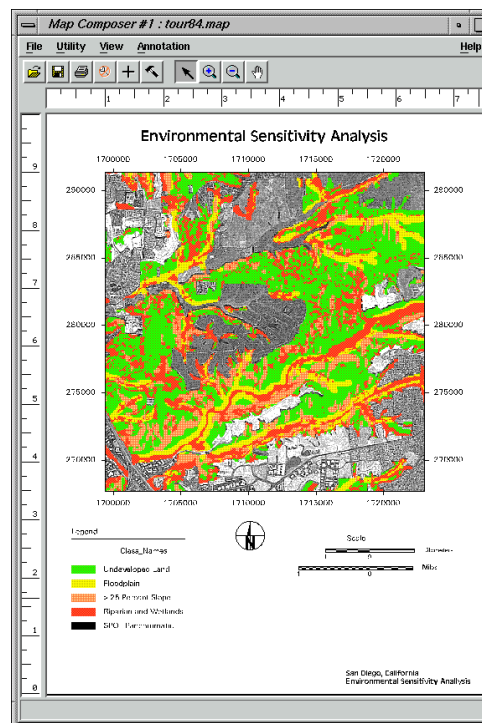 Map Composer #1 : tour84.map
File Utility View Annotation Help
1 2 3 4 5 6 7
Environmental Sensitivity Analysis
1700000 1705000 1710000 1715000 1720000
9
290000 290000
8
285000 285000
7
280000 280000
6
275000 275000
5
270000 270000
4
1700000 1705000 1710000 1715000 1720000
3
Legend
Scale
Class_Names
1 0
Undeveloped Land
2
Floodplain
1 0 Miles
> 25 Percent Slope
Riparian and Wetlands
SPOT Panchromatic
1
San Diego, California
Environmental Sensitivity Analysis
0